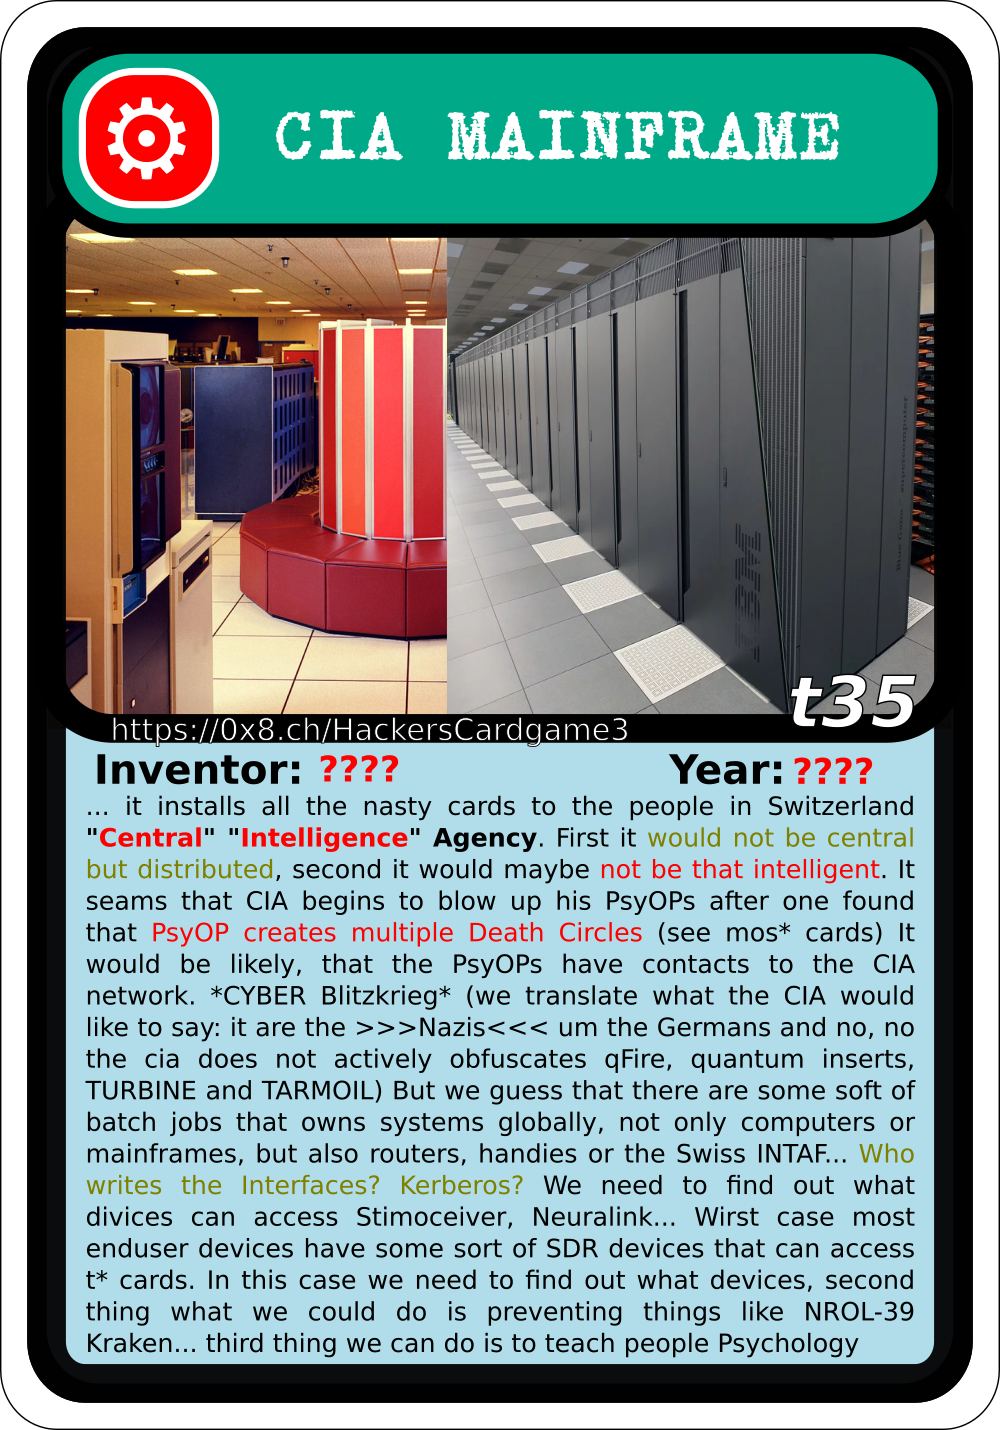 CIA MAINFRAME
IBM
Blue Gene supercomputer
t35
https://0x8.ch/HackersCardgame3
Inventor: ???? Year: ????
... it installs all the nasty cards to the people in Switzerland
"Central" "Intelligence" Agency. First it would not be central
but distributed, second it would maybe not be that intelligent. It
seams that CIA begins to blow up his PsyOPs after one found
that PsyOP creates multiple Death Circles (see mos* cards) It
would be likely, that the PsyOPs have contacts to the CIA
network. *CYBER Blitzkrieg* (we translate what the CIA would
like to say: it are the >>>Nazis<<< um the Germans and no, no
the cia does not actively obfuscates qFire, quantum inserts,
TURBINE and TARMOIL) But we guess that there are some soft of
batch jobs that owns systems globally, not only computers or
mainframes, but also routers, handies or the Swiss INTAF... Who
writes the Interfaces? Kerberos? We need to find out what
divices can access Stimoceiver, Neuralink... Wirst case most
enduser devices have some sort of SDR devices that can access
t* cards. In this case we need to find out what devices, second
thing what we could do is preventing things like NROL-39
Kraken... third thing we can do is to teach people Psychology